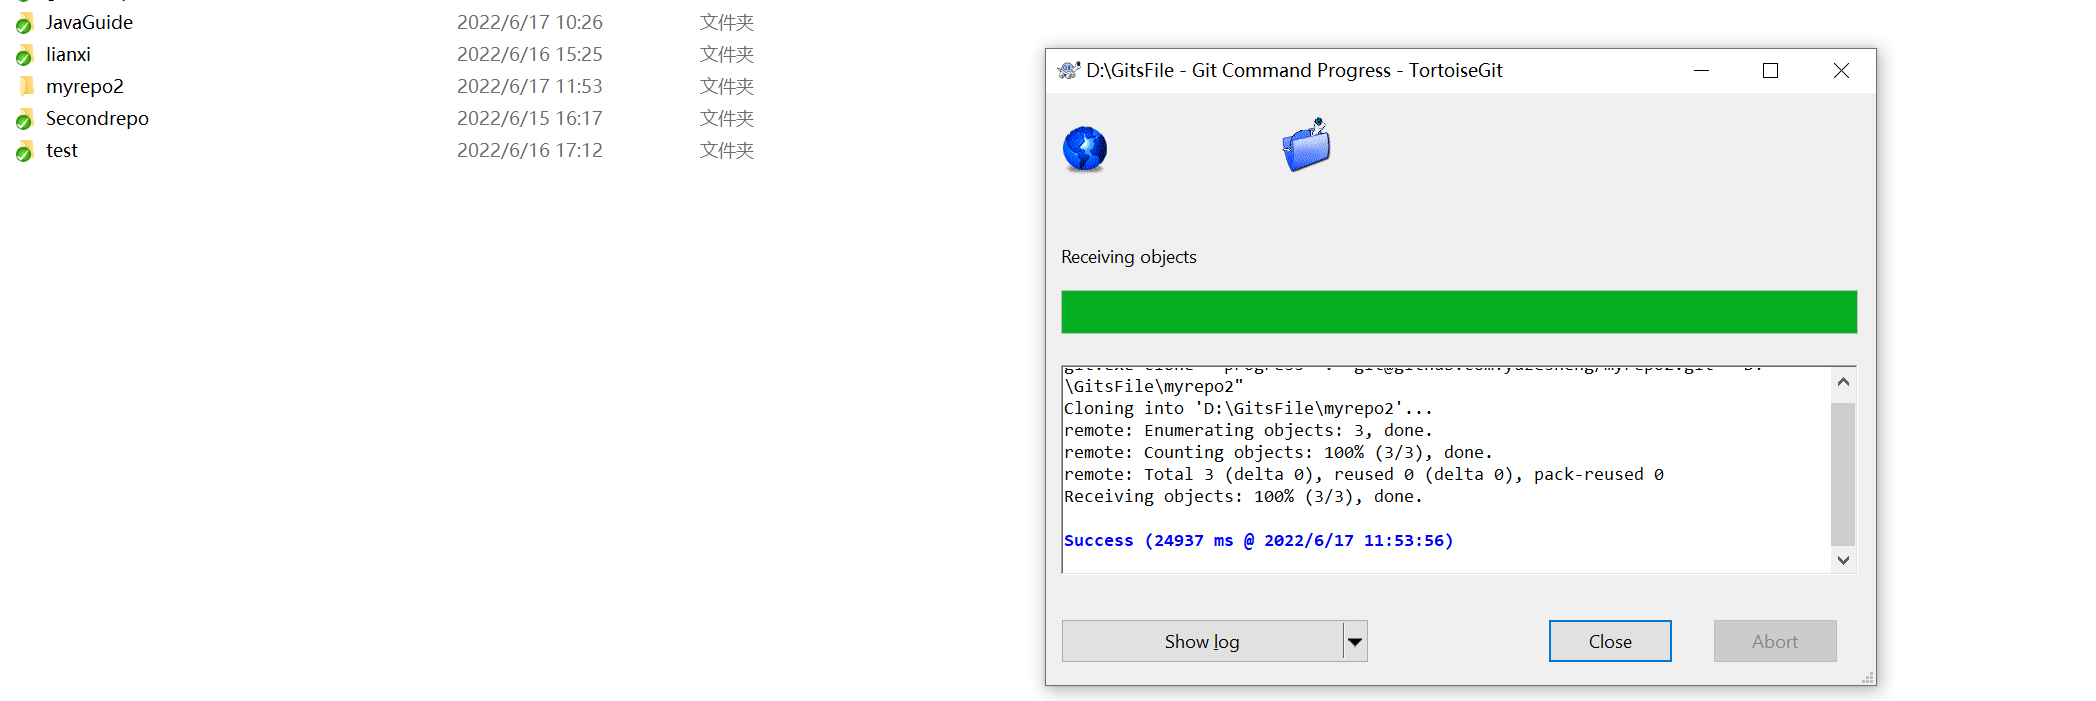 JavaGuide 2022/6/17 10:26 文件夹
lianxi 2022/6/16 15:25 文件夹
myrepo2 2022/6/17 11:53 文件夹
Secondrepo 2022/6/15 16:17 文件夹
test 2022/6/16 17:12 文件夹
D:\GitsFile - Git Command Progress - TortoiseGit
Receiving objects
\GitsFile\myrepo2"
Cloning into 'D:\GitsFile\myrepo2'...
remote: Enumerating objects: 3, done.
remote: Counting objects: 100% (3/3), done.
remote: Total 3 (delta 0), reused 0 (delta 0), pack-reused 0
Receiving objects: 100% (3/3), done.
Success (24937 ms @ 2022/6/17 11:53:56)
Show log
Close
Abort